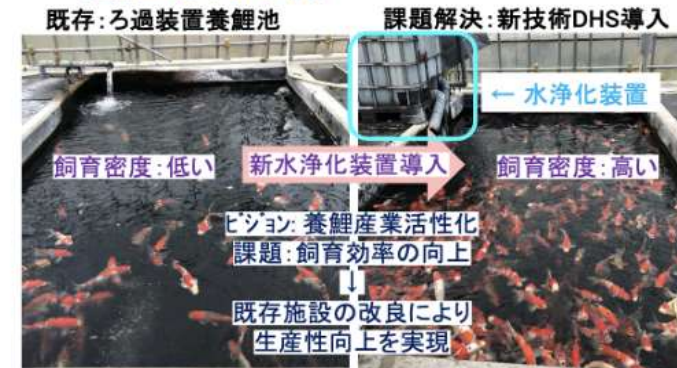 既存：ろ過装置養鯉池
課題解決：新技術DHS導入
← 水浄化装置
飼育密度：低い
新水浄化装置導入
飼育密度：高い
ﾋﾞｼﾞｮﾝ：養鯉産業活性化
課題：飼育効率の向上
↓
既存施設の改良により
生産性向上を実現